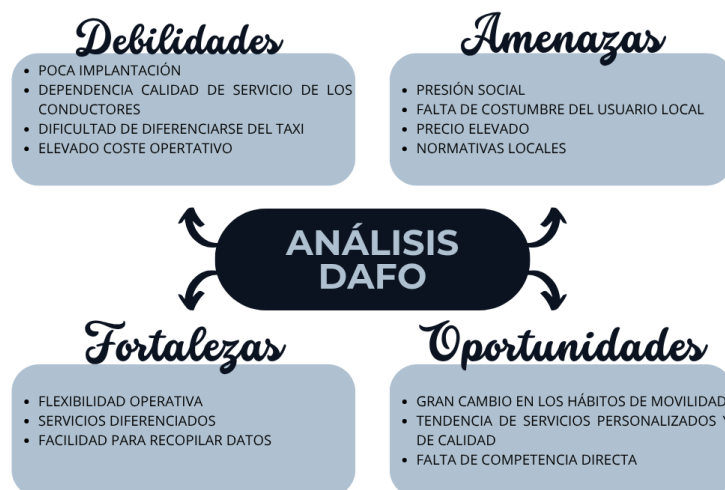 Debilidades
• POCA IMPLANTACIÓN
• DEPENDENCIA CALIDAD DE SERVICIO DE LOS
CONDUCTORES
• DIFICULTAD DE DIFERENCIARSE DEL TAXI
• ELEVADO COSTE OPERTATIVO
Amenazas
• PRESIÓN SOCIAL
• FALTA DE COSTUMBRE DEL USUARIO LOCAL
• PRECIO ELEVADO
• NORMATIVAS LOCALES
ANÁLISIS
DAFO
Fortalezas
• FLEXIBILIDAD OPERATIVA
• SERVICIOS DIFERENCIADOS
• FACILIDAD PARA RECOPILAR DATOS
Oportunidades
• GRAN CAMBIO EN LOS HÁBITOS DE MOVILIDAD
• TENDENCIA DE SERVICIOS PERSONALIZADOS Y
DE CALIDAD
• FALTA DE COMPETENCIA DIRECTA